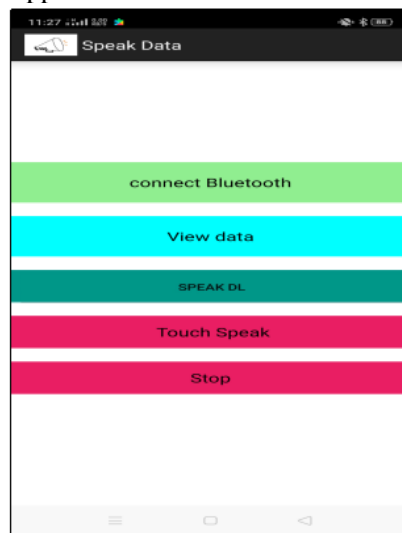 11:27
Speak Data
connect Bluetooth
View data
SPEAK DL
Touch Speak
Stop